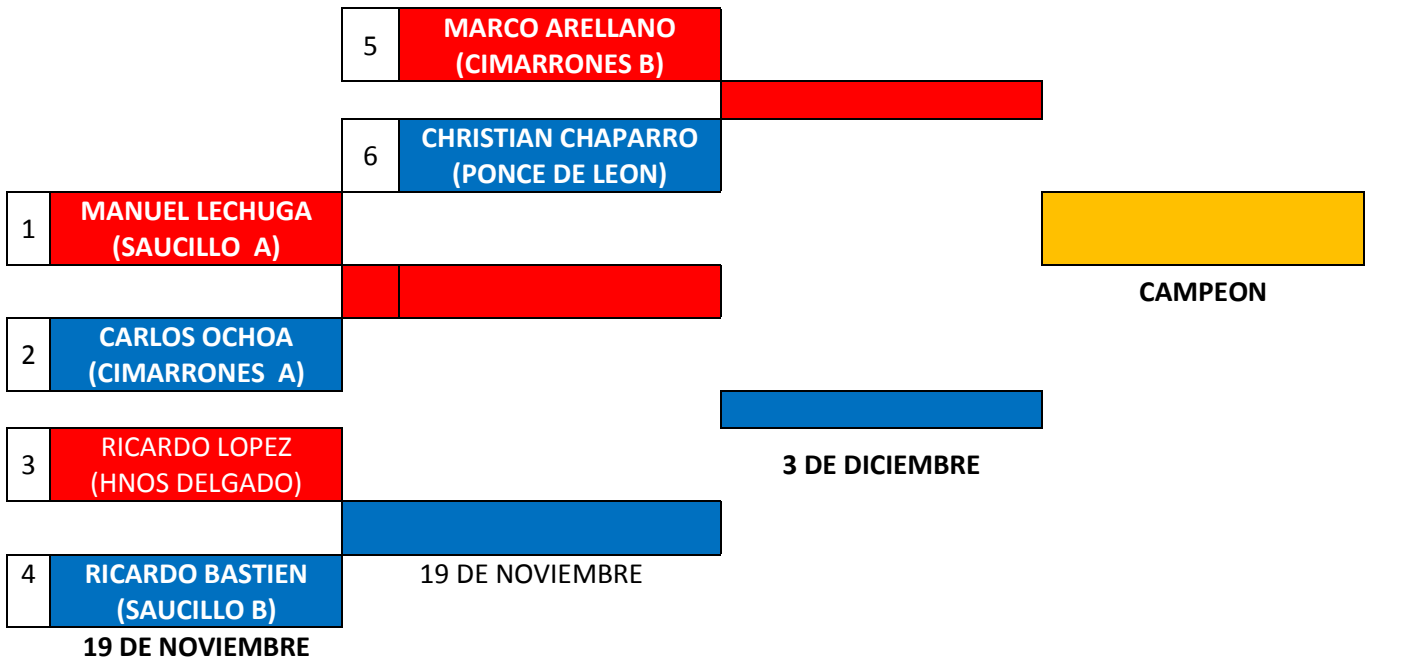 5
MARCO ARELLANO
(CIMARRONES B)
6
CHRISTIAN CHAPARRO
(PONCE DE LEON)
1
MANUEL LECHUGA
(SAUCILLO  A)
CAMPEON
2
CARLOS OCHOA
(CIMARRONES  A)
3
RICARDO LOPEZ
(HNOS DELGADO)
3 DE DICIEMBRE
4
RICARDO BASTIEN
(SAUCILLO B)
19 DE NOVIEMBRE
19 DE NOVIEMBRE